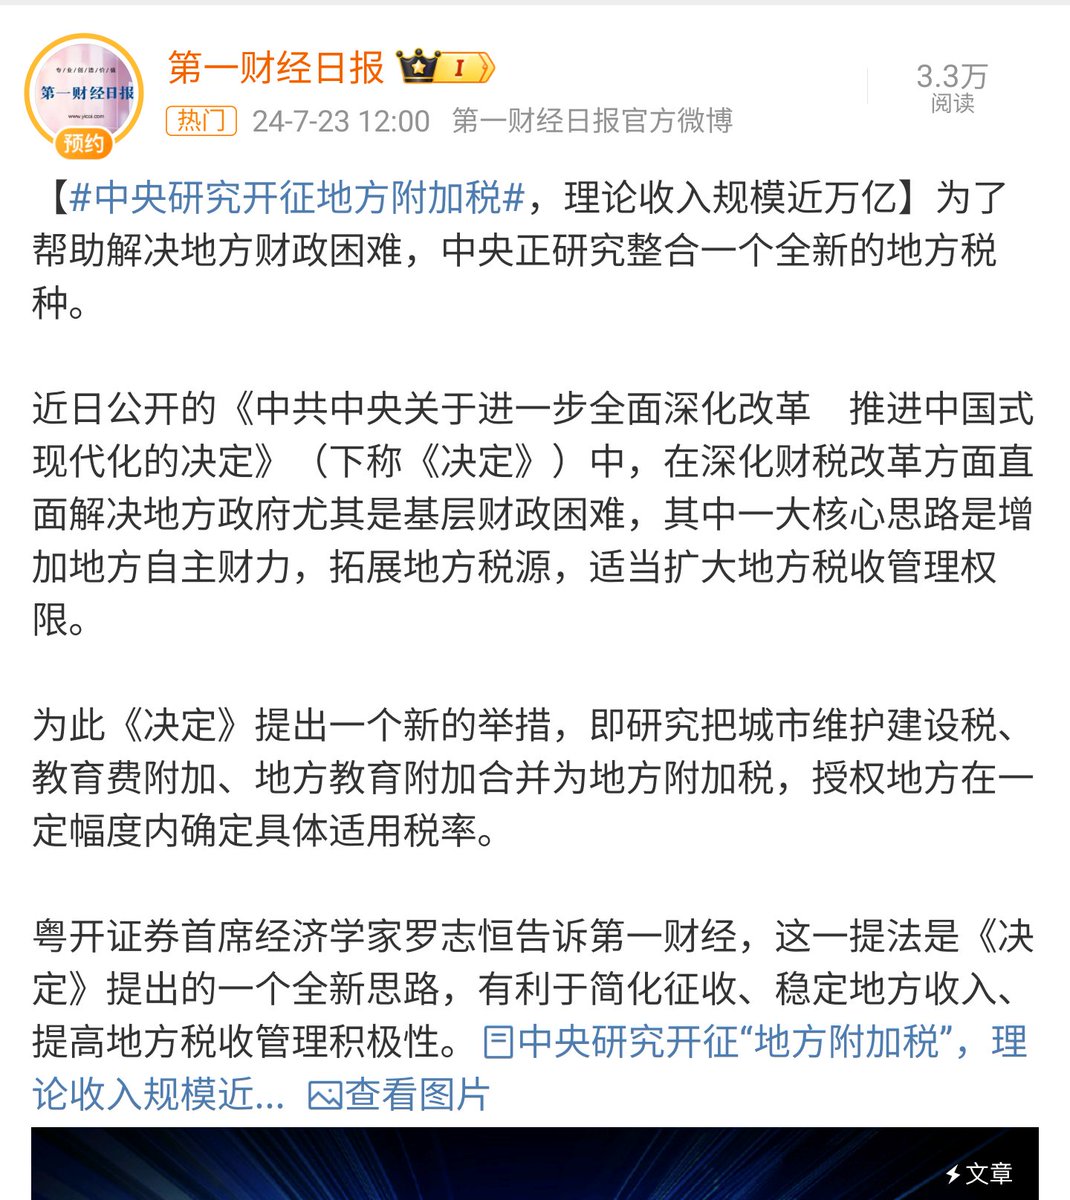 专/业/创/造/价/值
第一财经日报
www.yicai.com
预约
第一财经日报
I
3.3万
阅读
热门 24-7-23 12:00 第一财经日报官方微博
【#中央研究开征地方附加税#，理论收入规模近万亿】为了
帮助解决地方财政困难，中央正研究整合一个全新的地方税
种。
近日公开的《中共中央关于进一步全面深化改革　推进中国式
现代化的决定》（下称《决定》）中，在深化财税改革方面直
面解决地方政府尤其是基层财政困难，其中一大核心思路是增
加地方自主财力，拓展地方税源，适当扩大地方税收管理权
限。
为此《决定》提出一个新的举措，即研究把城市维护建设税、
教育费附加、地方教育附加合并为地方附加税，授权地方在一
定幅度内确定具体适用税率。
粤开证券首席经济学家罗志恒告诉第一财经，这一提法是《决
定》提出的一个全新思路，有利于简化征收、稳定地方收入、
提高地方税收管理积极性。中央研究开征“地方附加税”，理
论收入规模近... 查看图片
文章